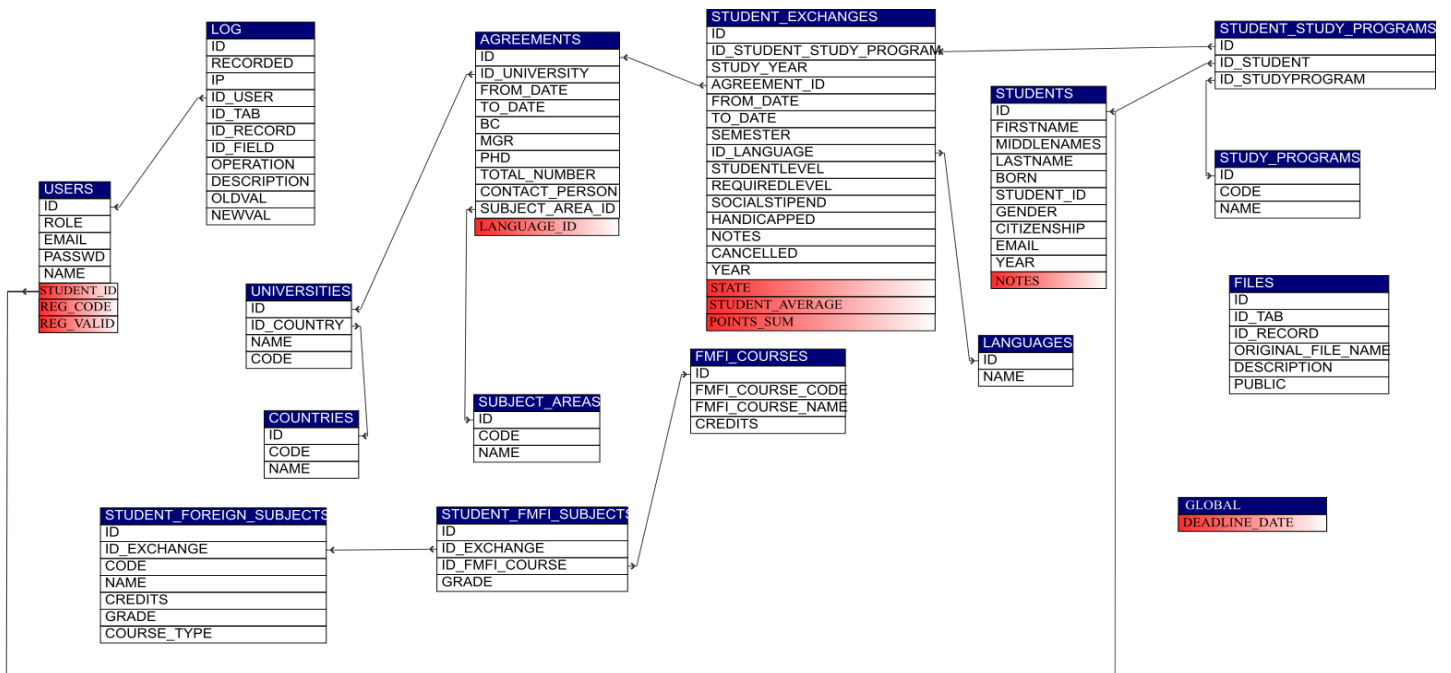 LOG
ID
RECORDED
IP
ID_USER
ID_TAB
ID_RECORD
ID_FIELD
OPERATION
DESCRIPTION
OLDVAL
NEWVAL
USERS
ID
ROLE
EMAIL
PASSWD
NAME
STUDENT_ID
REG_CODE
REG_VALID
AGREEMENTS
ID
ID_UNIVERSITY
FROM_DATE
TO_DATE
BC
MGR
PHD
TOTAL_NUMBER
CONTACT_PERSON
SUBJECT_AREA_ID
LANGUAGE_ID
STUDENT_EXCHANGES
ID
ID_STUDENT_STUDY_PROGRAM
STUDY_YEAR
AGREEMENT_ID
FROM_DATE
TO_DATE
SEMESTER
ID_LANGUAGE
STUDENTLEVEL
REQUIREDLEVEL
SOCIALSTIPEND
HANDICAPPED
NOTES
CANCELLED
YEAR
STATE
STUDENT_AVERAGE
POINTS_SUM
STUDENTS
ID
FIRSTNAME
MIDDLENAMES
LASTNAME
BORN
STUDENT_ID
GENDER
CITIZENSHIP
EMAIL
YEAR
NOTES
STUDENT_STUDY_PROGRAMS
ID
ID_STUDENT
ID_STUDYPROGRAM
STUDY_PROGRAMS
ID
CODE
NAME
UNIVERSITIES
ID
ID_COUNTRY
NAME
CODE
COUNTRIES
ID
CODE
NAME
SUBJECT_AREAS
ID
CODE
NAME
FMFI_COURSES
ID
FMFI_COURSE_CODE
FMFI_COURSE_NAME
CREDITS
LANGUAGES
ID
NAME
FILES
ID
ID_TAB
ID_RECORD
ORIGINAL_FILE_NAME
DESCRIPTION
PUBLIC
STUDENT_FOREIGN_SUBJECTS
ID
ID_EXCHANGE
CODE
NAME
CREDITS
GRADE
COURSE_TYPE
STUDENT_FMFI_SUBJECTS
ID
ID_EXCHANGE
ID_FMFI_COURSE
GRADE
GLOBAL
DEADLINE_DATE